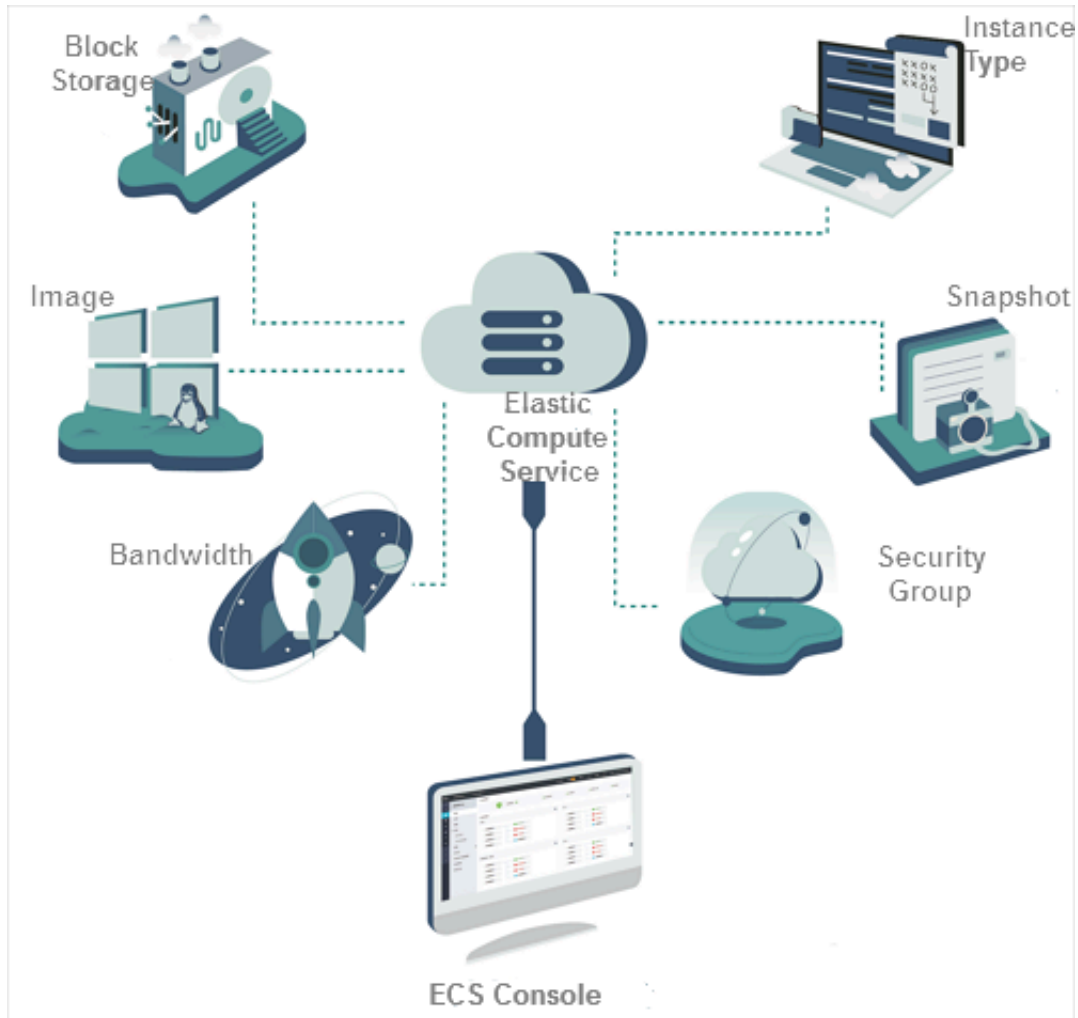 Block
Storage
Instance
Type
Image
Snapshot
Elastic
Compute
Service
Bandwidth
Security
Group
ECS Console